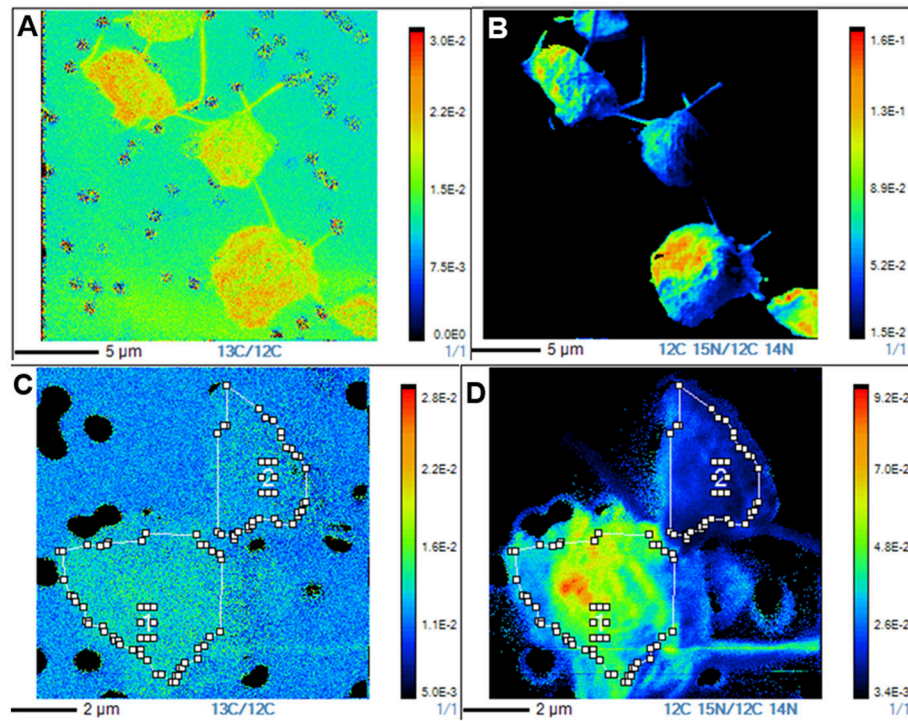 A
3.0E-2
2.2E-2
1.5E-2
7.5E-3
0.0E0
5 µm
13C/12C
1/1
B
1.6E-1
1.3E-1
8.9E-2
5.2E-2
1.5E-2
5 µm
12C 15N/12C 14N
1/1
C
2
1
2.8E-2
2.2E-2
1.6E-2
1.1E-2
5.0E-3
2 µm
13C/12C
1/1
D
2
1
9.2E-2
7.0E-2
4.8E-2
2.6E-2
3.4E-3
2 µm
12C 15N/12C 14N
1/1